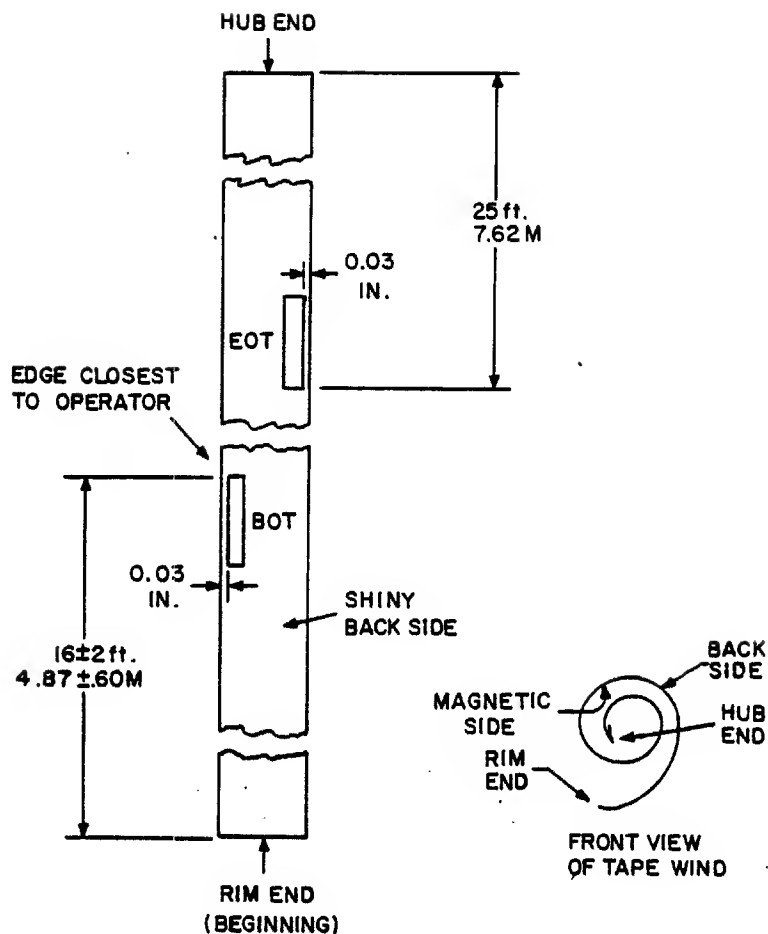 HUB END
25 ft.
7.62 M
0.03
IN.
EOT
EDGE CLOSEST
TO OPERATOR
BOT
0.03
IN.
SHINY
BACK SIDE
16±2 ft.
4.87 ±.60M
BACK
SIDE
MAGNETIC
SIDE
HUB
END
RIM
END
FRONT VIEW
OF TAPE WIND
RIM END
(BEGINNING)